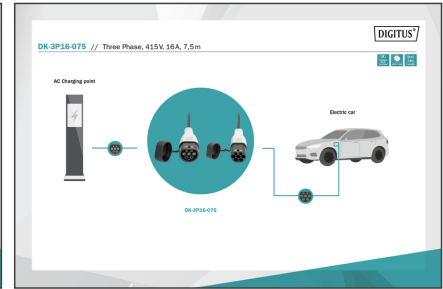 DIGITUS®
DK-3P16-075 // Three Phase, 415V, 16A, 7,5m
AC Charging point
Electric car
DK-3P16-075